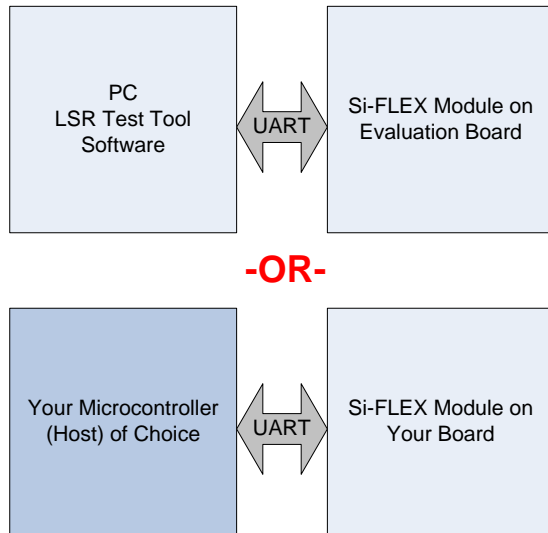 PC
LSR Test Tool
Software
UART
Si-FLEX Module on
Evaluation Board
-OR-
Your Microcontroller
(Host) of Choice
UART
Si-FLEX Module on
Your Board